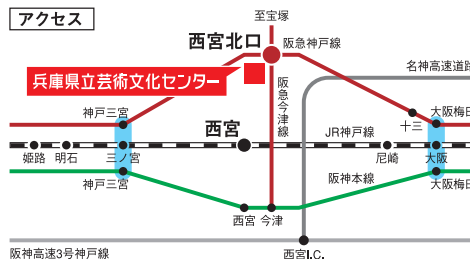 アクセス
至宝塚
西宮北口
阪急神戸線
兵庫県立芸術文化センター
阪急今津線
名神高速道路
神戸三宮
十三
大阪梅田
西宮
JR神戸線
姫路
明石
三ノ宮
尼崎
大阪
神戸三宮
阪神本線
大阪梅田
西宮
今津
阪神高速3号神戸線
西宮I.C.